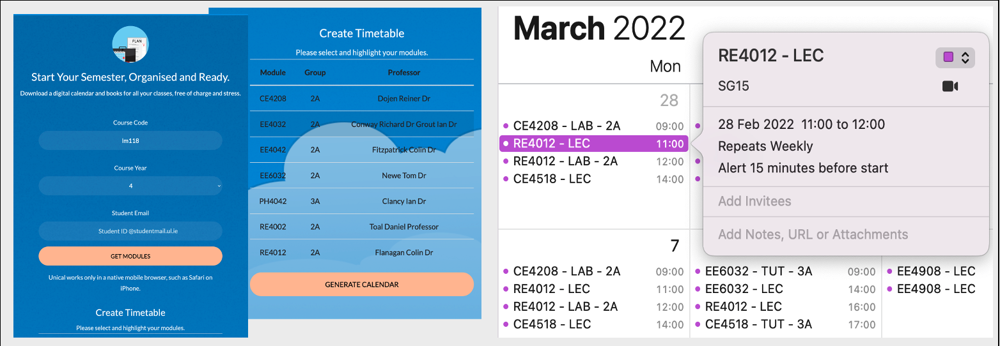 PLAN
Start Your Semester, Organised and Ready.
Download a digital calendar and books for all your classes, free of charge and stress.
Course Code
lm118
Course Year
4
Student Email
Student ID @studentmail.ul.ie
GET MODULES
Unical works only in a native mobile browser, such as Safari on
iPhone.
Create Timetable
Please select and highlight your modules.
Create Timetable
Please select and highlight your modules.
Module Group Professor
CE4208 2A Dojen Reiner Dr
EE4032 2A Conway Richard Dr Grout Ian Dr
EE4042 2A Fitzpatrick Colin Dr
EE6032 2A Newe Tom Dr
PH4042 3A Clancy Ian Dr
RE4002 2A Toal Daniel Professor
RE4012 2A Flanagan Colin Dr
GENERATE CALENDAR
March 2022
Mon
28
CE4208 - LAB - 2A 09:00
RE4012 - LEC 11:00
RE4012 - LAB - 2A 12:00
CE4518 - LEC 14:00
RE4012 - LEC
SG15
28 Feb 2022 11:00 to 12:00
Repeats Weekly
Alert 15 minutes before start
Add Invitees
Add Notes, URL or Attachments
7
CE4208 - LAB - 2A 09:00
RE4012 - LEC 11:00
RE4012 - LAB - 2A 12:00
CE4518 - LEC 14:00
EE6032 - TUT - 3A 09:00
EE6032 - LEC 14:00
RE4012 - LEC 16:00
CE4518 - TUT - 3A 17:00
EE4908 - LEC
EE4908 - LEC